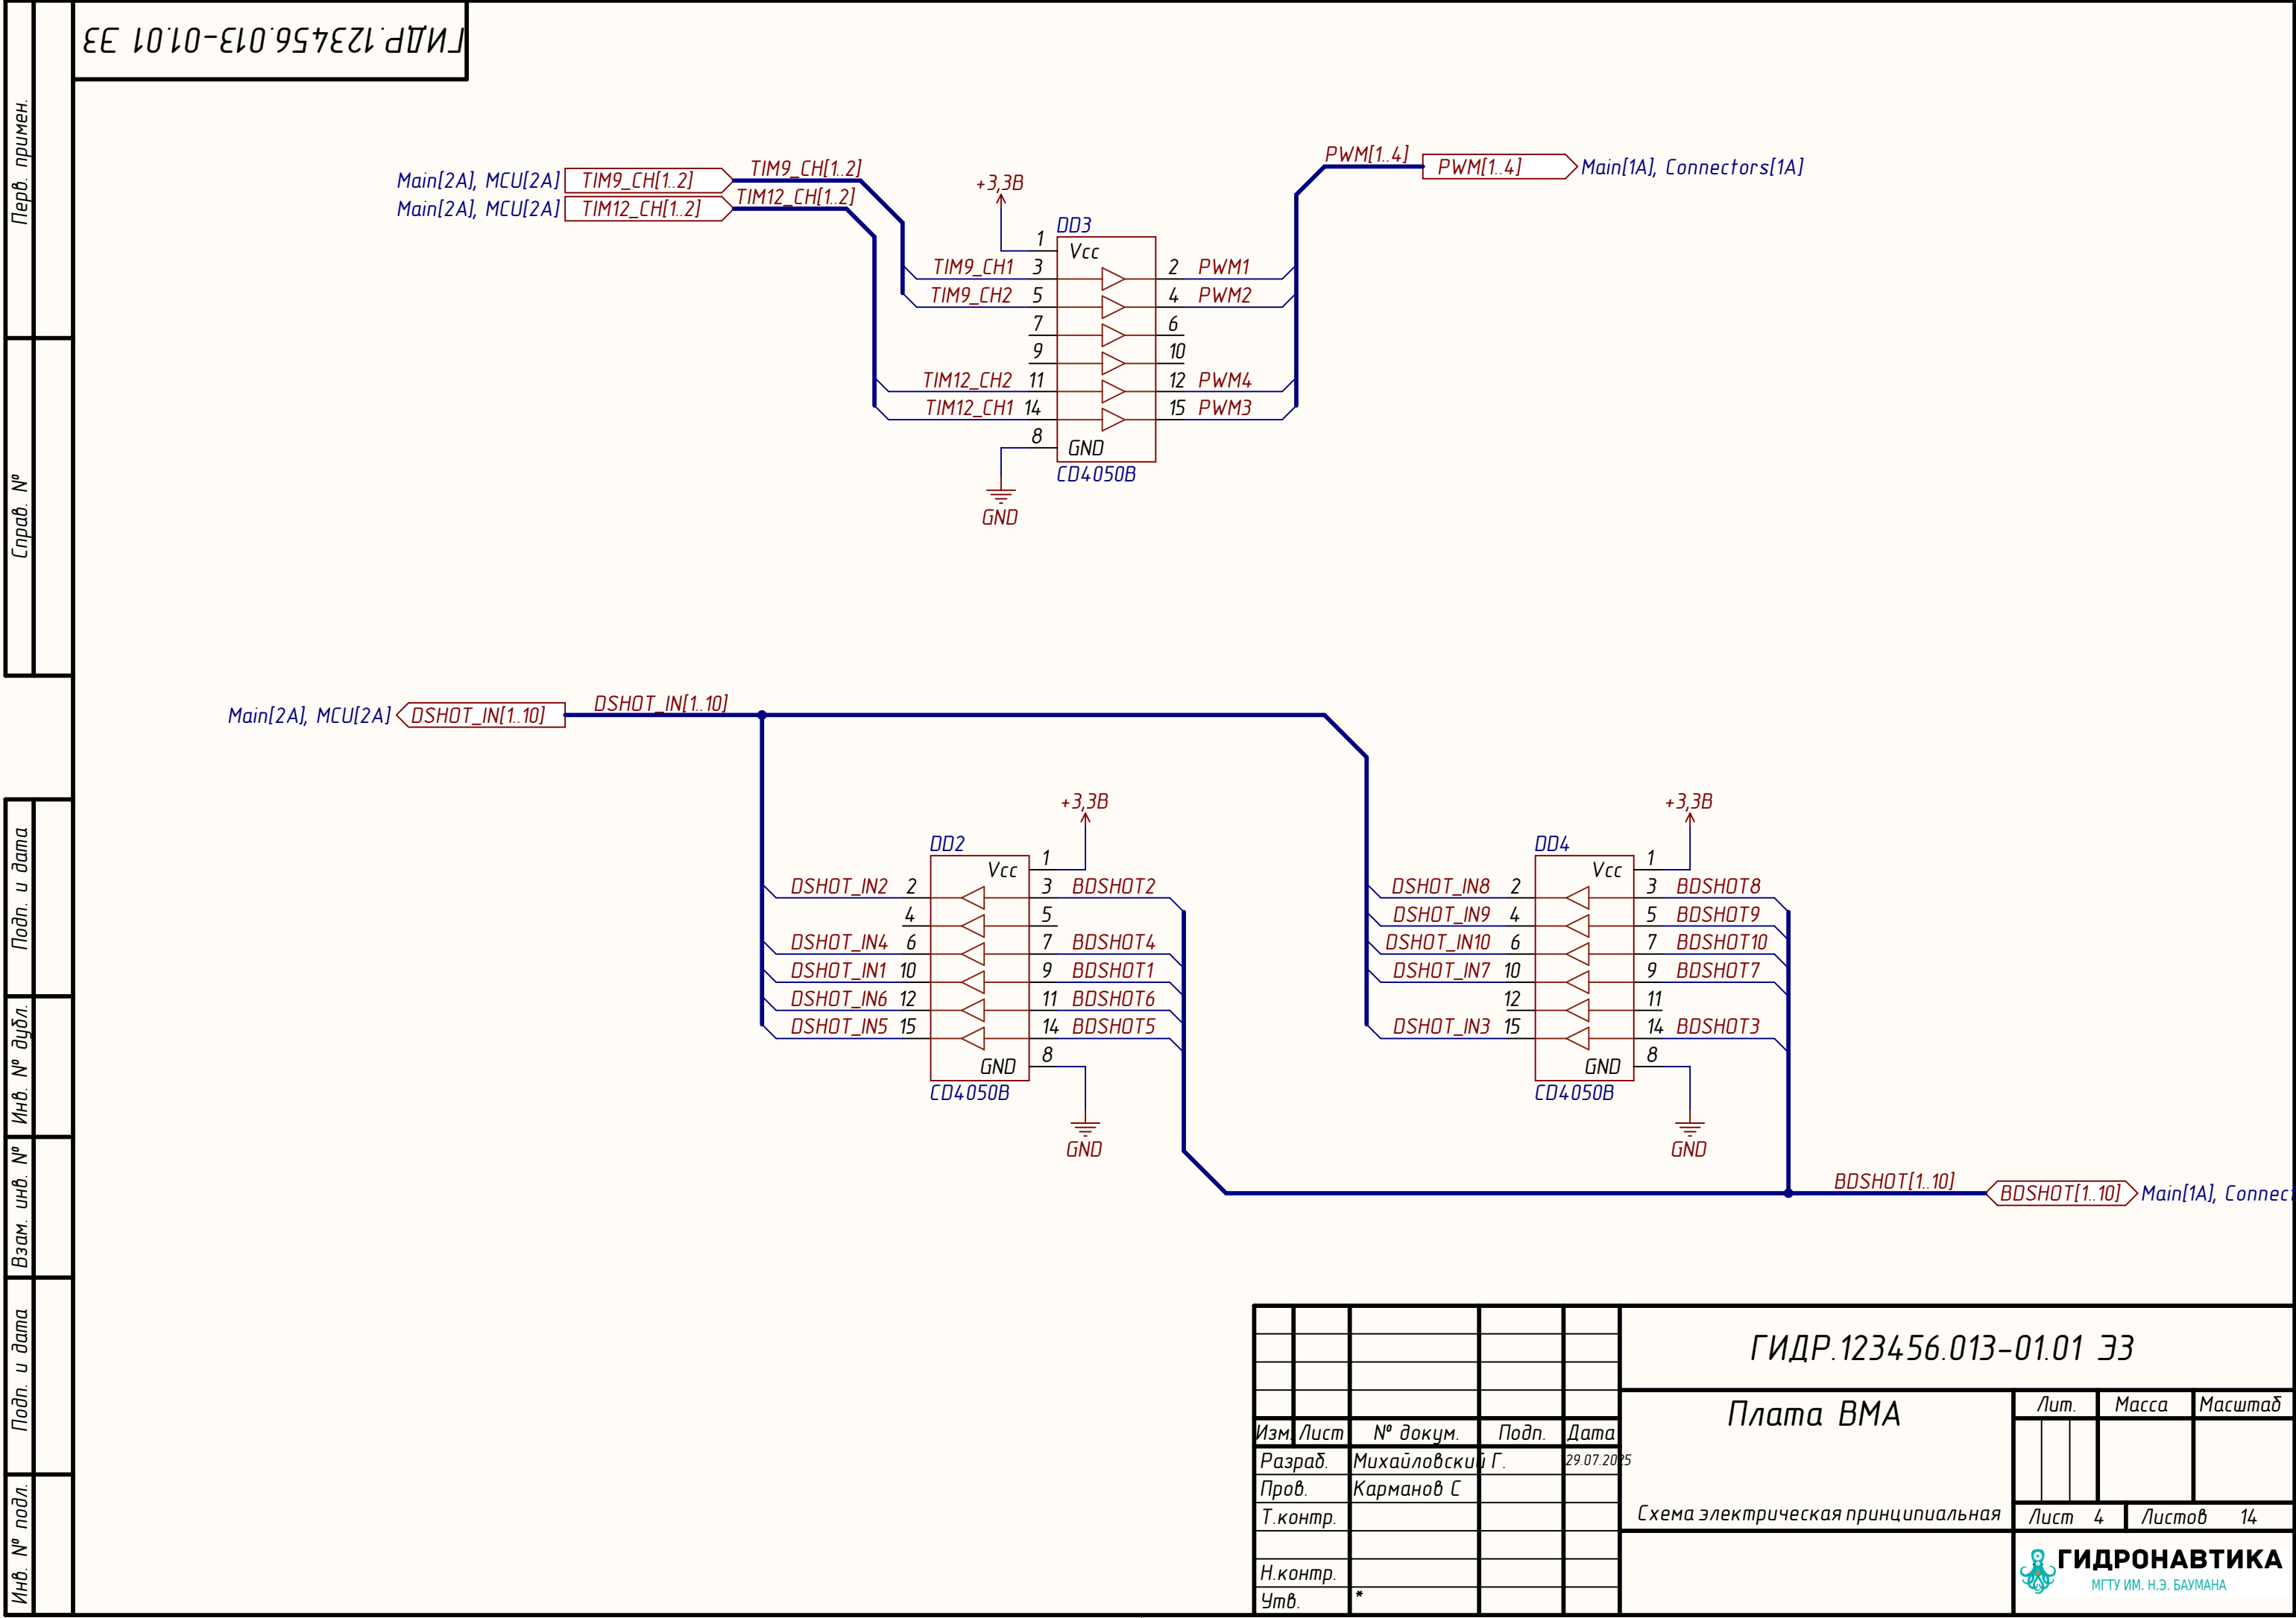 ГИДР.123456.013-01.01 ЭЗ
Перв. примен.
Справ. №
Подп. и дата
Инв. № дубл.
Взам. инв. №
Подп. и дата
Инв. № подл.
Main[2A], MCU[2A] TIM9_CH[1..2] TIM9_CH[1..2]
Main[2A], MCU[2A] TIM12_CH[1..2] TIM12_CH[1..2]
PWM[1..4] PWM[1..4] Main[1A], Connectors[1A]
+3,3В
DD3
1 Vcc
TIM9_CH1 3 2 PWM1
TIM9_CH2 5 4 PWM2
7 6
9 10
TIM12_CH2 11 12 PWM4
TIM12_CH1 14 15 PWM3
8 GND
CD4050B
GND
Main[2A], MCU[2A] DSHOT_IN[1..10] DSHOT_IN[1..10]
+3,3В
DD2
Vcc 1
DSHOT_IN2 2 3 BDSHOT2
4 5
DSHOT_IN4 6 7 BDSHOT4
DSHOT_IN1 10 9 BDSHOT1
DSHOT_IN6 12 11 BDSHOT6
DSHOT_IN5 15 14 BDSHOT5
GND 8
CD4050B
GND
+3,3В
DD4
Vcc 1
DSHOT_IN8 2 3 BDSHOT8
DSHOT_IN9 4 5 BDSHOT9
DSHOT_IN10 6 7 BDSHOT10
DSHOT_IN7 10 9 BDSHOT7
12 11
DSHOT_IN3 15 14 BDSHOT3
GND 8
CD4050B
GND
BDSHOT[1..10] BDSHOT[1..10] Main[1A], Connect
ГИДР.123456.013-01.01 ЭЗ
Плата ВМА
Схема электрическая принципиальная
Лит. Масса Масштаб
Лист 4 Листов 14
Изм. Лист № докум. Подп. Дата
Разраб. Михайловский Г. 29.07.2025
Пров. Карманов С
Т.контр.
Н.контр.
Утв. *
ГИДРОНАВТИКА
МГТУ ИМ. Н.Э. БАУМАНА